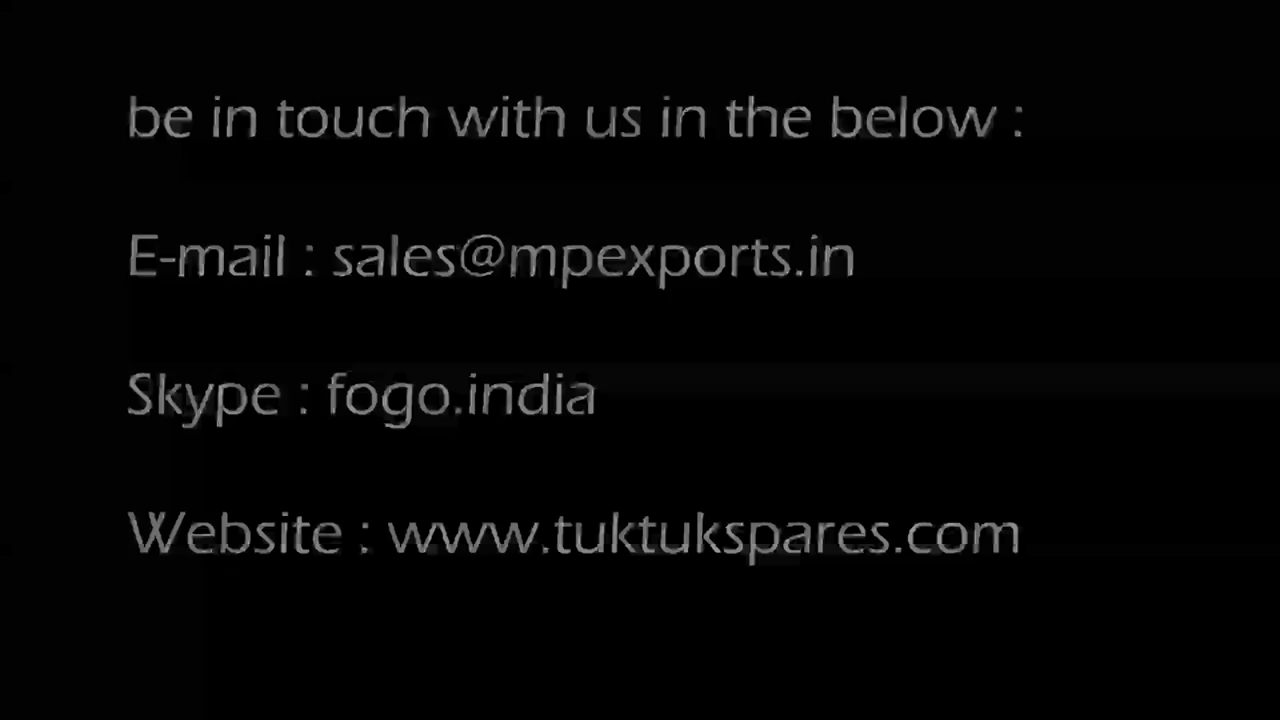 be in touch with us in the below :
E-mail : sales@mpexports.in
Skype : fogo.india
Website : www.tuktukspares.com